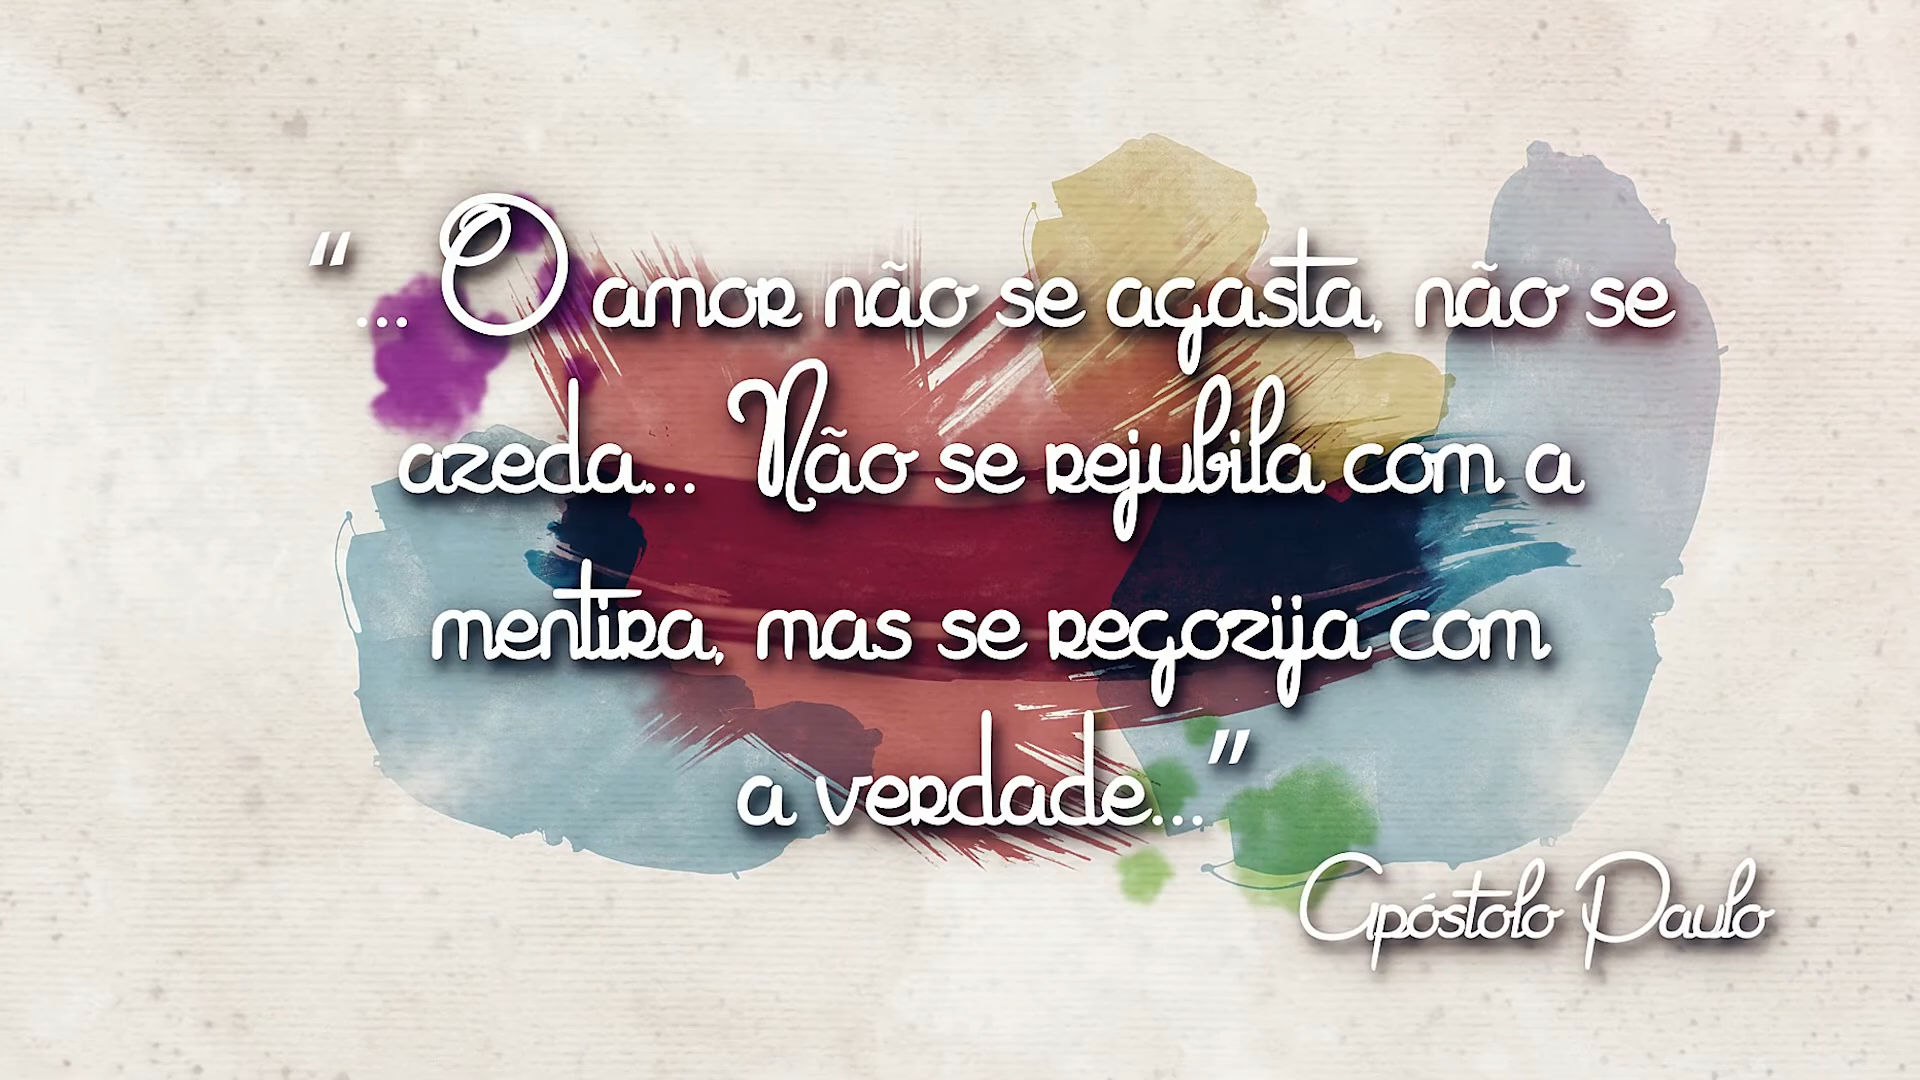 “... O amor não se agasta, não se
azeda... Não se rejubila com a
mentira, mas se regozija com
a verdade...”
Apóstolo Paulo